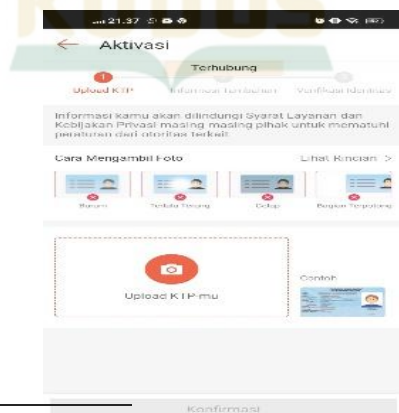 21.37
Aktivasi
Terhubung
1
Upload KTP
Informasi Tambahan
Verifikasi Identitas
Informasi kamu akan dilindungi Syarat Layanan dan
Kebijakan Privasi masing masing pihak untuk mematuhi
peraturan dari otoritas terkait
Cara Mengambil Foto
Lihat Rincian >
Buram
Terlalu Terang
Gelap
Bagian Terpotong
Upload KTP-mu
Contoh
Konfirmasi